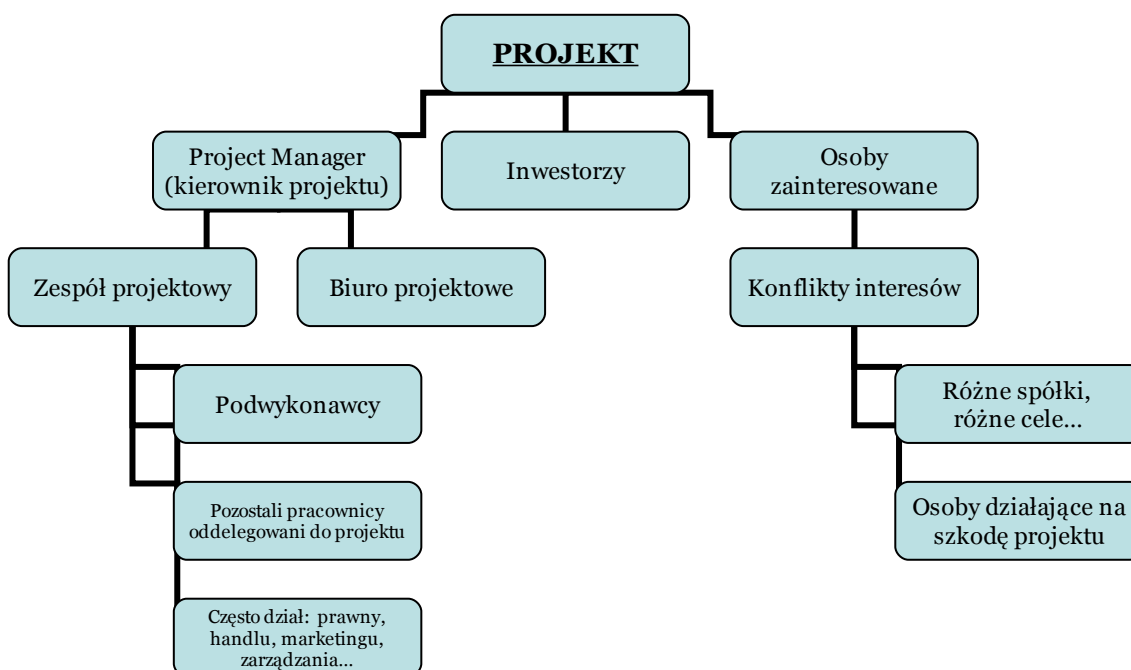 PROJEKT
Project Manager
(kierownik projektu)
Inwestorzy
Osoby
zainteresowane
Zespół projektowy
Biuro projektowe
Konflikty interesów
Podwykonawcy
Różne spółki,
różne cele...
Pozostali pracownicy
oddelegowani do projektu
Osoby działające na
szkodę projektu
Często dział: prawny,
handlu, marketingu,
zarządzania...